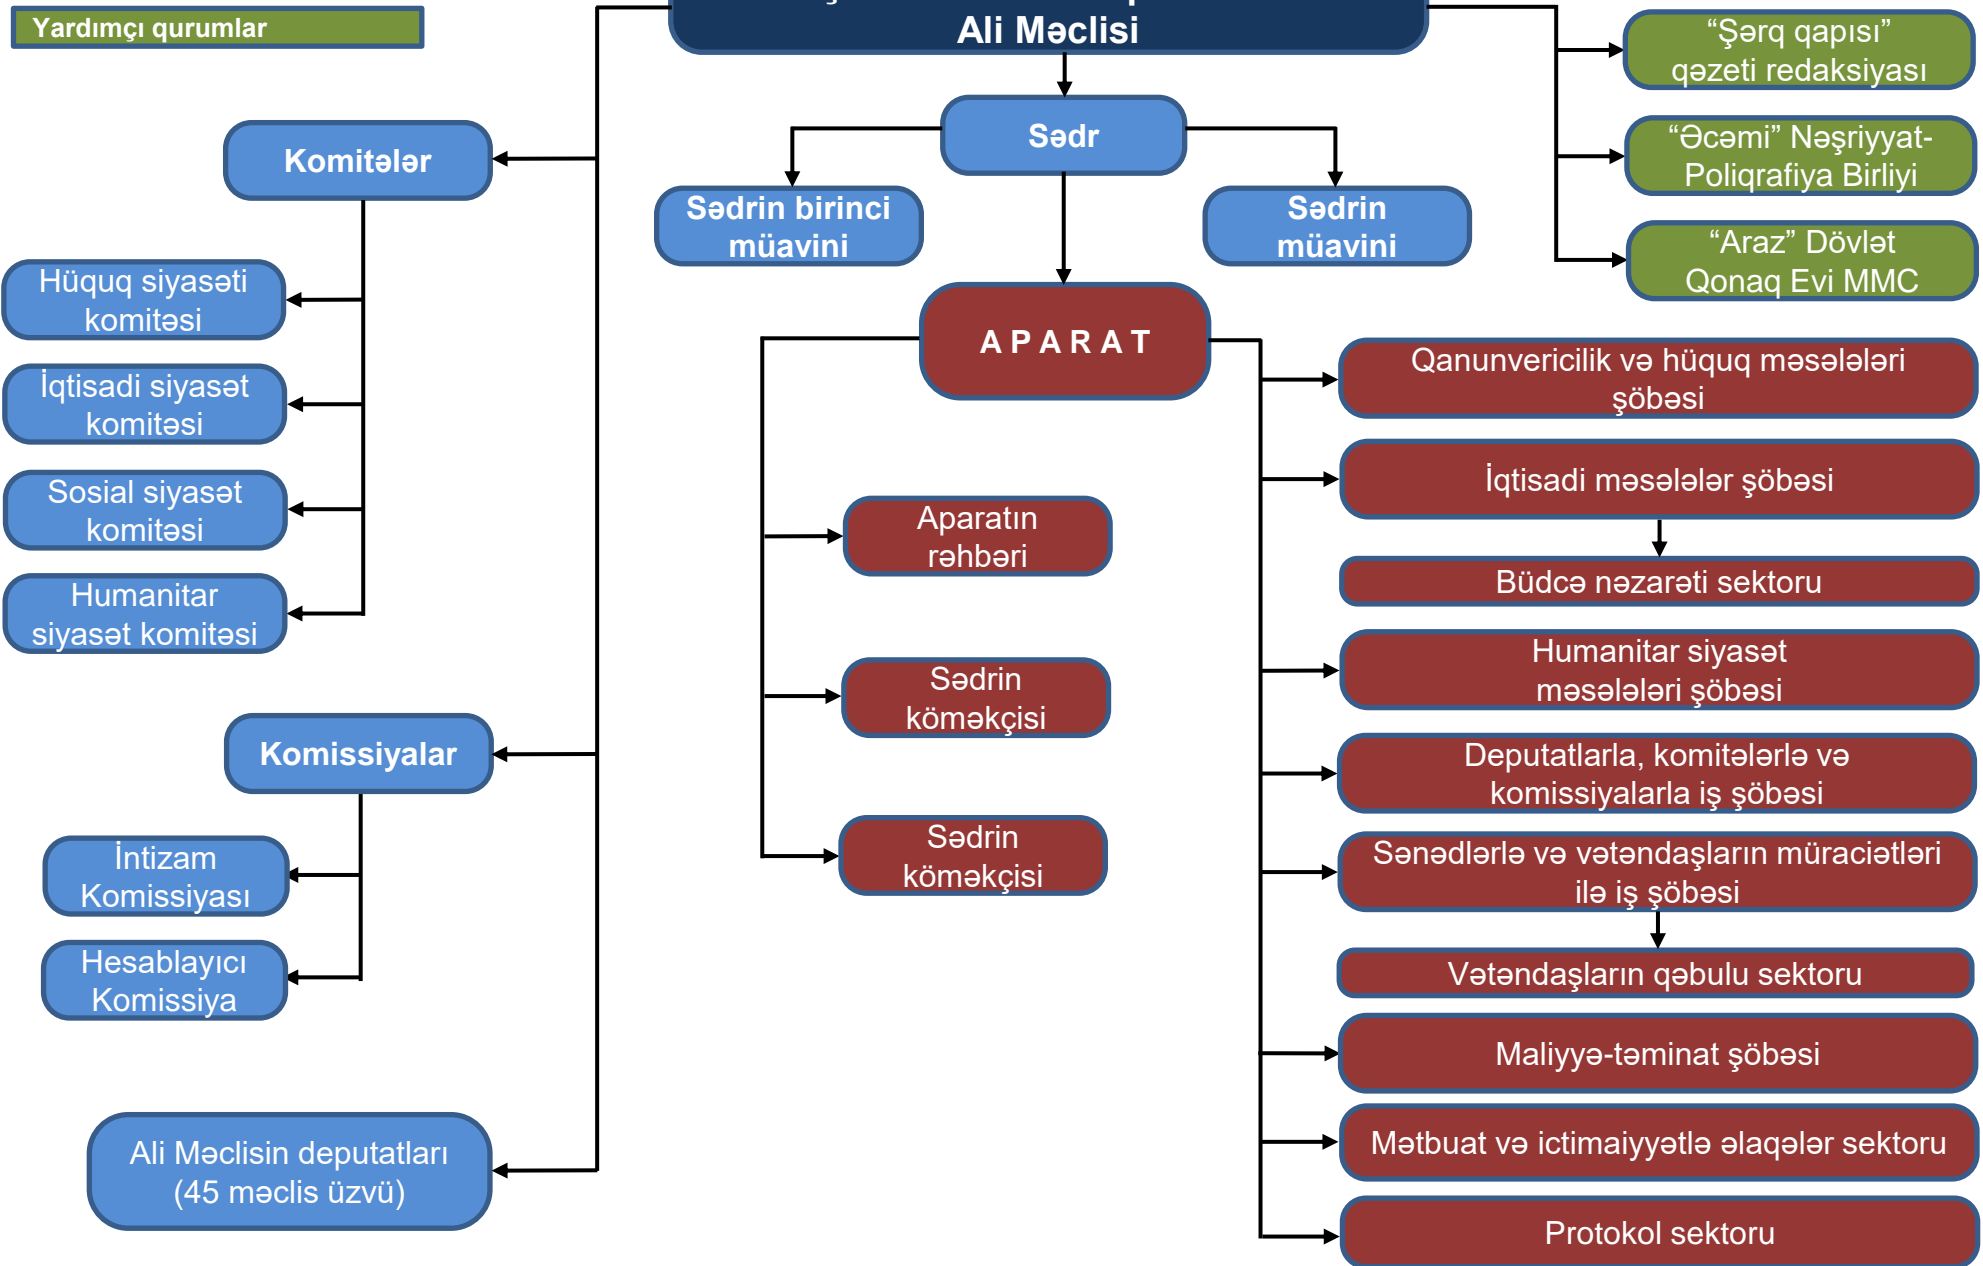 Yardımçı qurumlar
Ali Məclisi
“Şərq qapısı”
qəzeti redaksiyası
“Əcəmi” Nəşriyyat-
Poliqrafiya Birliyi
“Araz” Dövlət
Qonaq Evi MMC
Sədr
Sədrin birinci
müavini
Sədrin
müavini
Komitələr
Hüquq siyasəti
komitəsi
İqtisadi siyasət
komitəsi
Sosial siyasət
komitəsi
Humanitar
siyasət komitəsi
Komissiyalar
İntizam
Komissiyası
Hesablayıcı
Komissiya
Ali Məclisin deputatları
(45 məclis üzvü)
A P A R A T
Aparatın
rəhbəri
Sədrin
köməkçisi
Sədrin
köməkçisi
Qanunvericilik və hüquq məsələləri
şöbəsi
İqtisadi məsələlər şöbəsi
Büdcə nəzarəti sektoru
Humanitar siyasət
məsələləri şöbəsi
Deputatlarla, komitələrlə və
komissiyalarla iş şöbəsi
Sənədlərlə və vətəndaşların müraciətləri
ilə iş şöbəsi
Vətəndaşların qəbulu sektoru
Maliyyə-təminat şöbəsi
Mətbuat və ictimaiyyətlə əlaqələr sektoru
Protokol sektoru